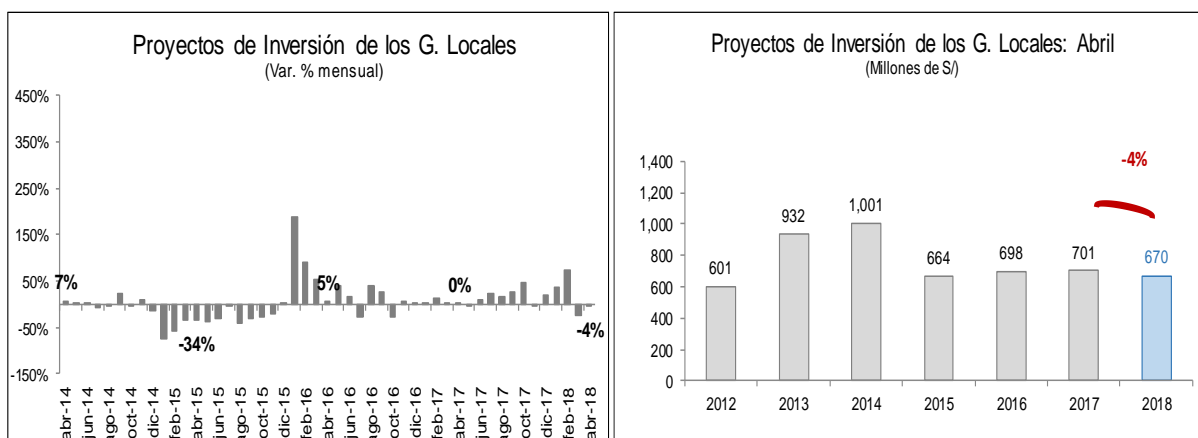 Proyectos de Inversión de los G. Locales
(Var. % mensual)
450%
350%
250%
150%
50%
-50%
-150%
7%
-34%
5%
0%
-4%
abr-14
jun-14
ago-14
oct-14
dic-14
feb-15
abr-15
jun-15
ago-15
oct-15
dic-15
feb-16
abr-16
jun-16
ago-16
oct-16
dic-16
feb-17
abr-17
jun-17
ago-17
oct-17
dic-17
feb-18
abr-18
Proyectos de Inversión de los G. Locales: Abril
(Millones de S/)
1,400
1,200
1,000
800
600
400
200
0
601
932
1,001
664
698
701
670
-4%
2012
2013
2014
2015
2016
2017
2018